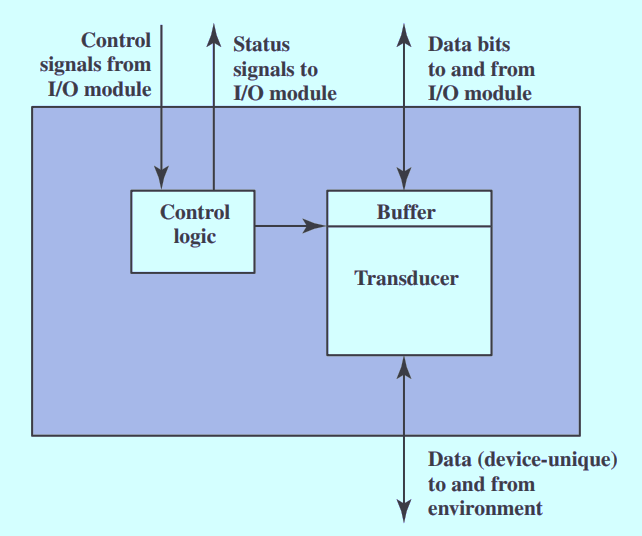 Control
signals from
I/O module
Status
signals to
I/O module
Data bits
to and from
I/O module
Control
logic
Buffer
Transducer
Data (device-unique)
to and from
environment